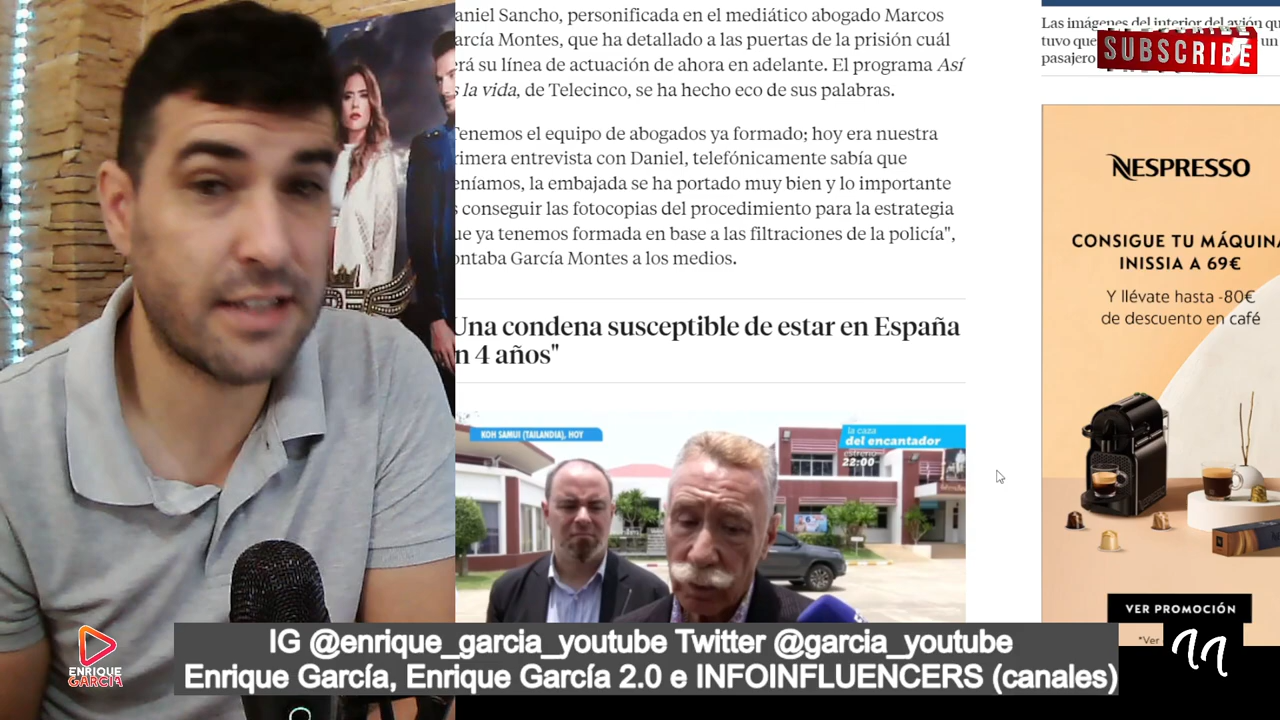 aniel Sancho, personificada en el mediático abogado Marcos
arcía Montes, que ha detallado a las puertas de la prisión cuál
erá su línea de actuación de ahora en adelante. El programa Así
s la vida, de Telecinco, se ha hecho eco de sus palabras.
Tenemos el equipo de abogados ya formado; hoy era nuestra
rimera entrevista con Daniel, telefónicamente sabía que
eníamos, la embajada se ha portado muy bien y lo importante
s conseguir las fotocopias del procedimiento para la estrategia
ue ya tenemos formada en base a las filtraciones de la policía",
ontaba García Montes a los medios.
Una condena susceptible de estar en España
n 4 años"
KOH SAMUI (TAILANDIA), HOY
la caza
del encantador
estreno
22:00
Las imágenes del interior del avión qu
tuvo que
un
pasajero
SUBSCRIBE
NESPRESSO
CONSIGUE TU MÁQUINA
INISSIA A 69€
Y llévate hasta -80€
de descuento en café
VER PROMOCIÓN
*Ver
ENRIQUE
GARCÍA
IG @enrique_garcia_youtube Twitter @garcia_youtube
Enrique García, Enrique García 2.0 e INFOINFLUENCERS (canales)